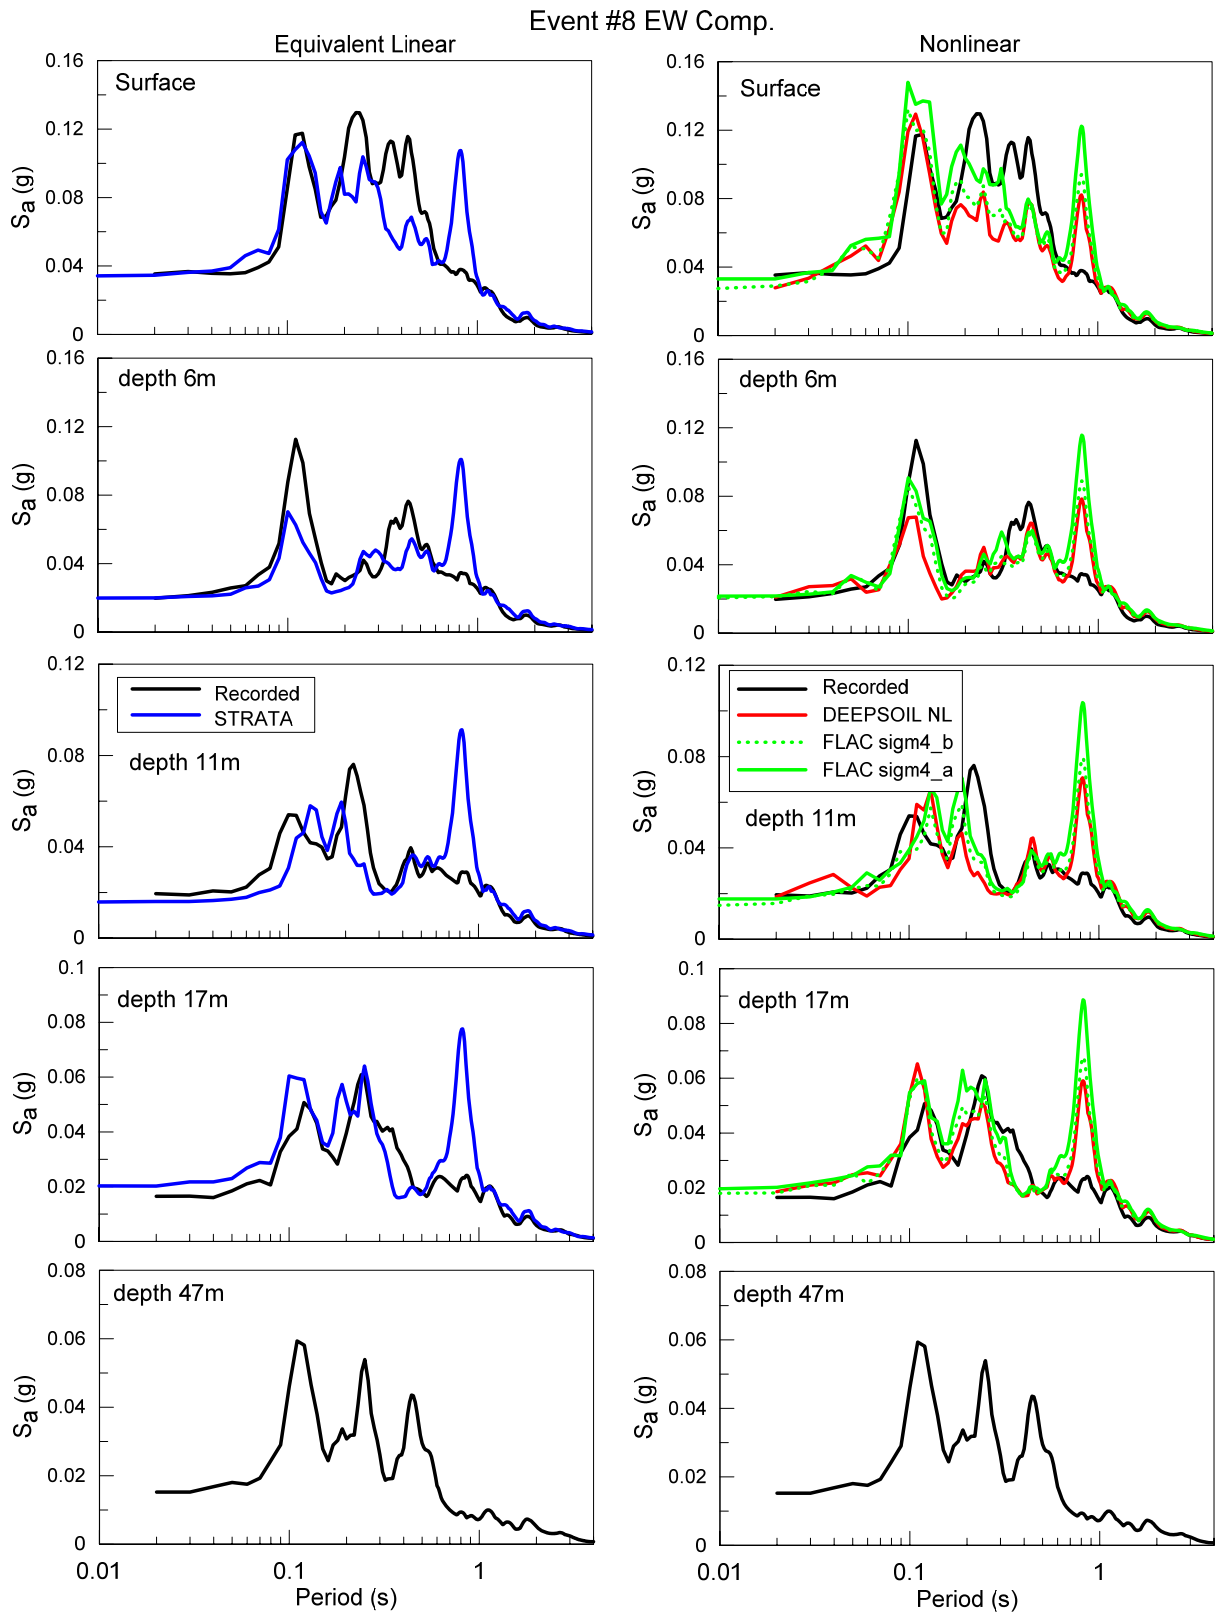 Event #8 EW Comp.
Equivalent Linear
Nonlinear
0.16
0.12
0.08
0.04
0
Sa (g)
Surface
0.16
0.12
0.08
0.04
0
Sa (g)
Surface
0.16
0.12
0.08
0.04
0
Sa (g)
depth 6m
0.16
0.12
0.08
0.04
0
Sa (g)
depth 6m
0.12
0.08
0.04
0
Sa (g)
Recorded
STRATA
depth 11m
0.12
0.08
0.04
0
Sa (g)
Recorded
DEEPSOIL NL
FLAC sigm4_b
FLAC sigm4_a
depth 11m
0.1
0.08
0.06
0.04
0.02
0
Sa (g)
depth 17m
0.1
0.08
0.06
0.04
0.02
0
Sa (g)
depth 17m
0.08
0.06
0.04
0.02
0
Sa (g)
depth 47m
0.01
0.1
1
Period (s)
0.08
0.06
0.04
0.02
0
Sa (g)
depth 47m
0.01
0.1
1
Period (s)